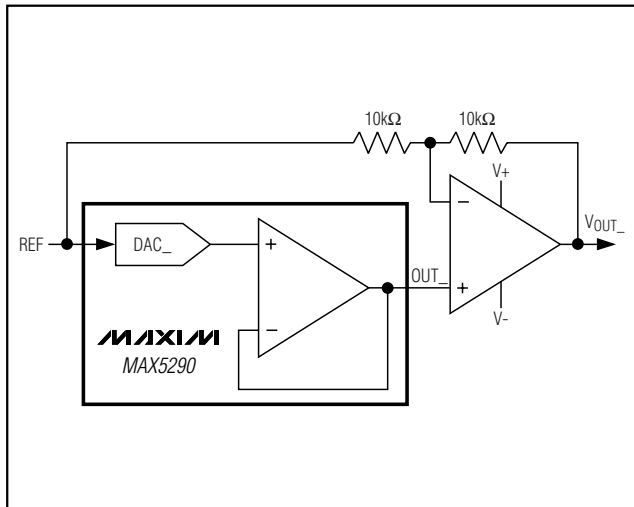 10kΩ 10kΩ
V+
REF DAC_ + − OUT_ − + VOUT_
V-
MAXIM
MAX5290